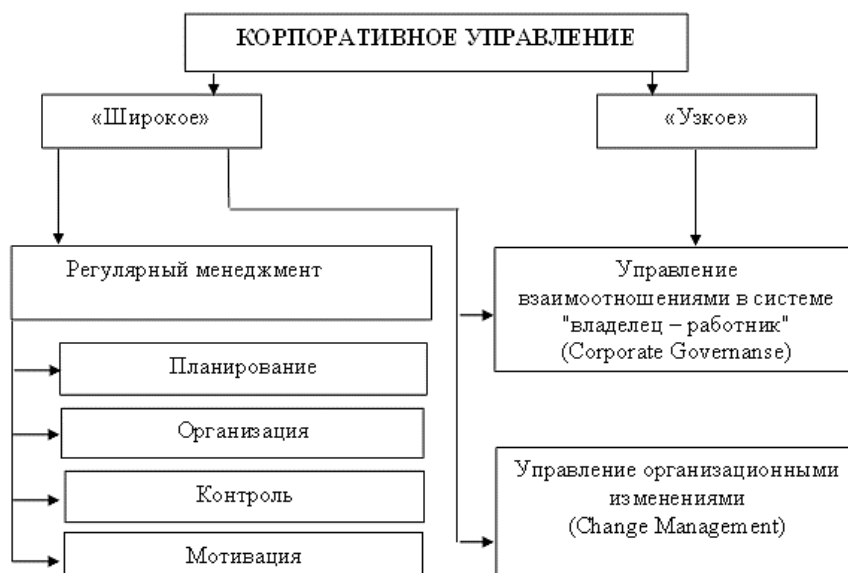 КОРПОРАТИВНОЕ УПРАВЛЕНИЕ
«Широкое»
«Узкое»
Регулярный менеджмент
Планирование
Организация
Контроль
Мотивация
Управление
взаимоотношениями в системе
"владелец – работник"
(Corporate Governanse)
Управление организационными
изменениями
(Change Management)